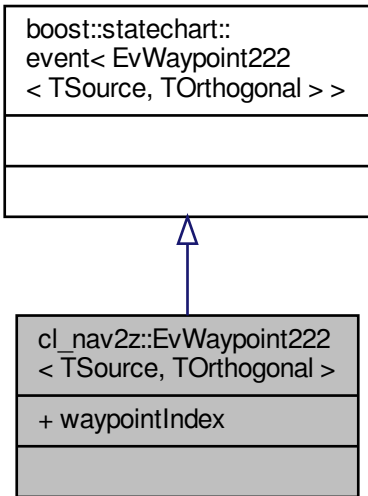 boost::statechart::
event< EvWaypoint222
< TSource, TOrthogonal > >
cl_nav2z::EvWaypoint222
< TSource, TOrthogonal >
+ waypointIndex